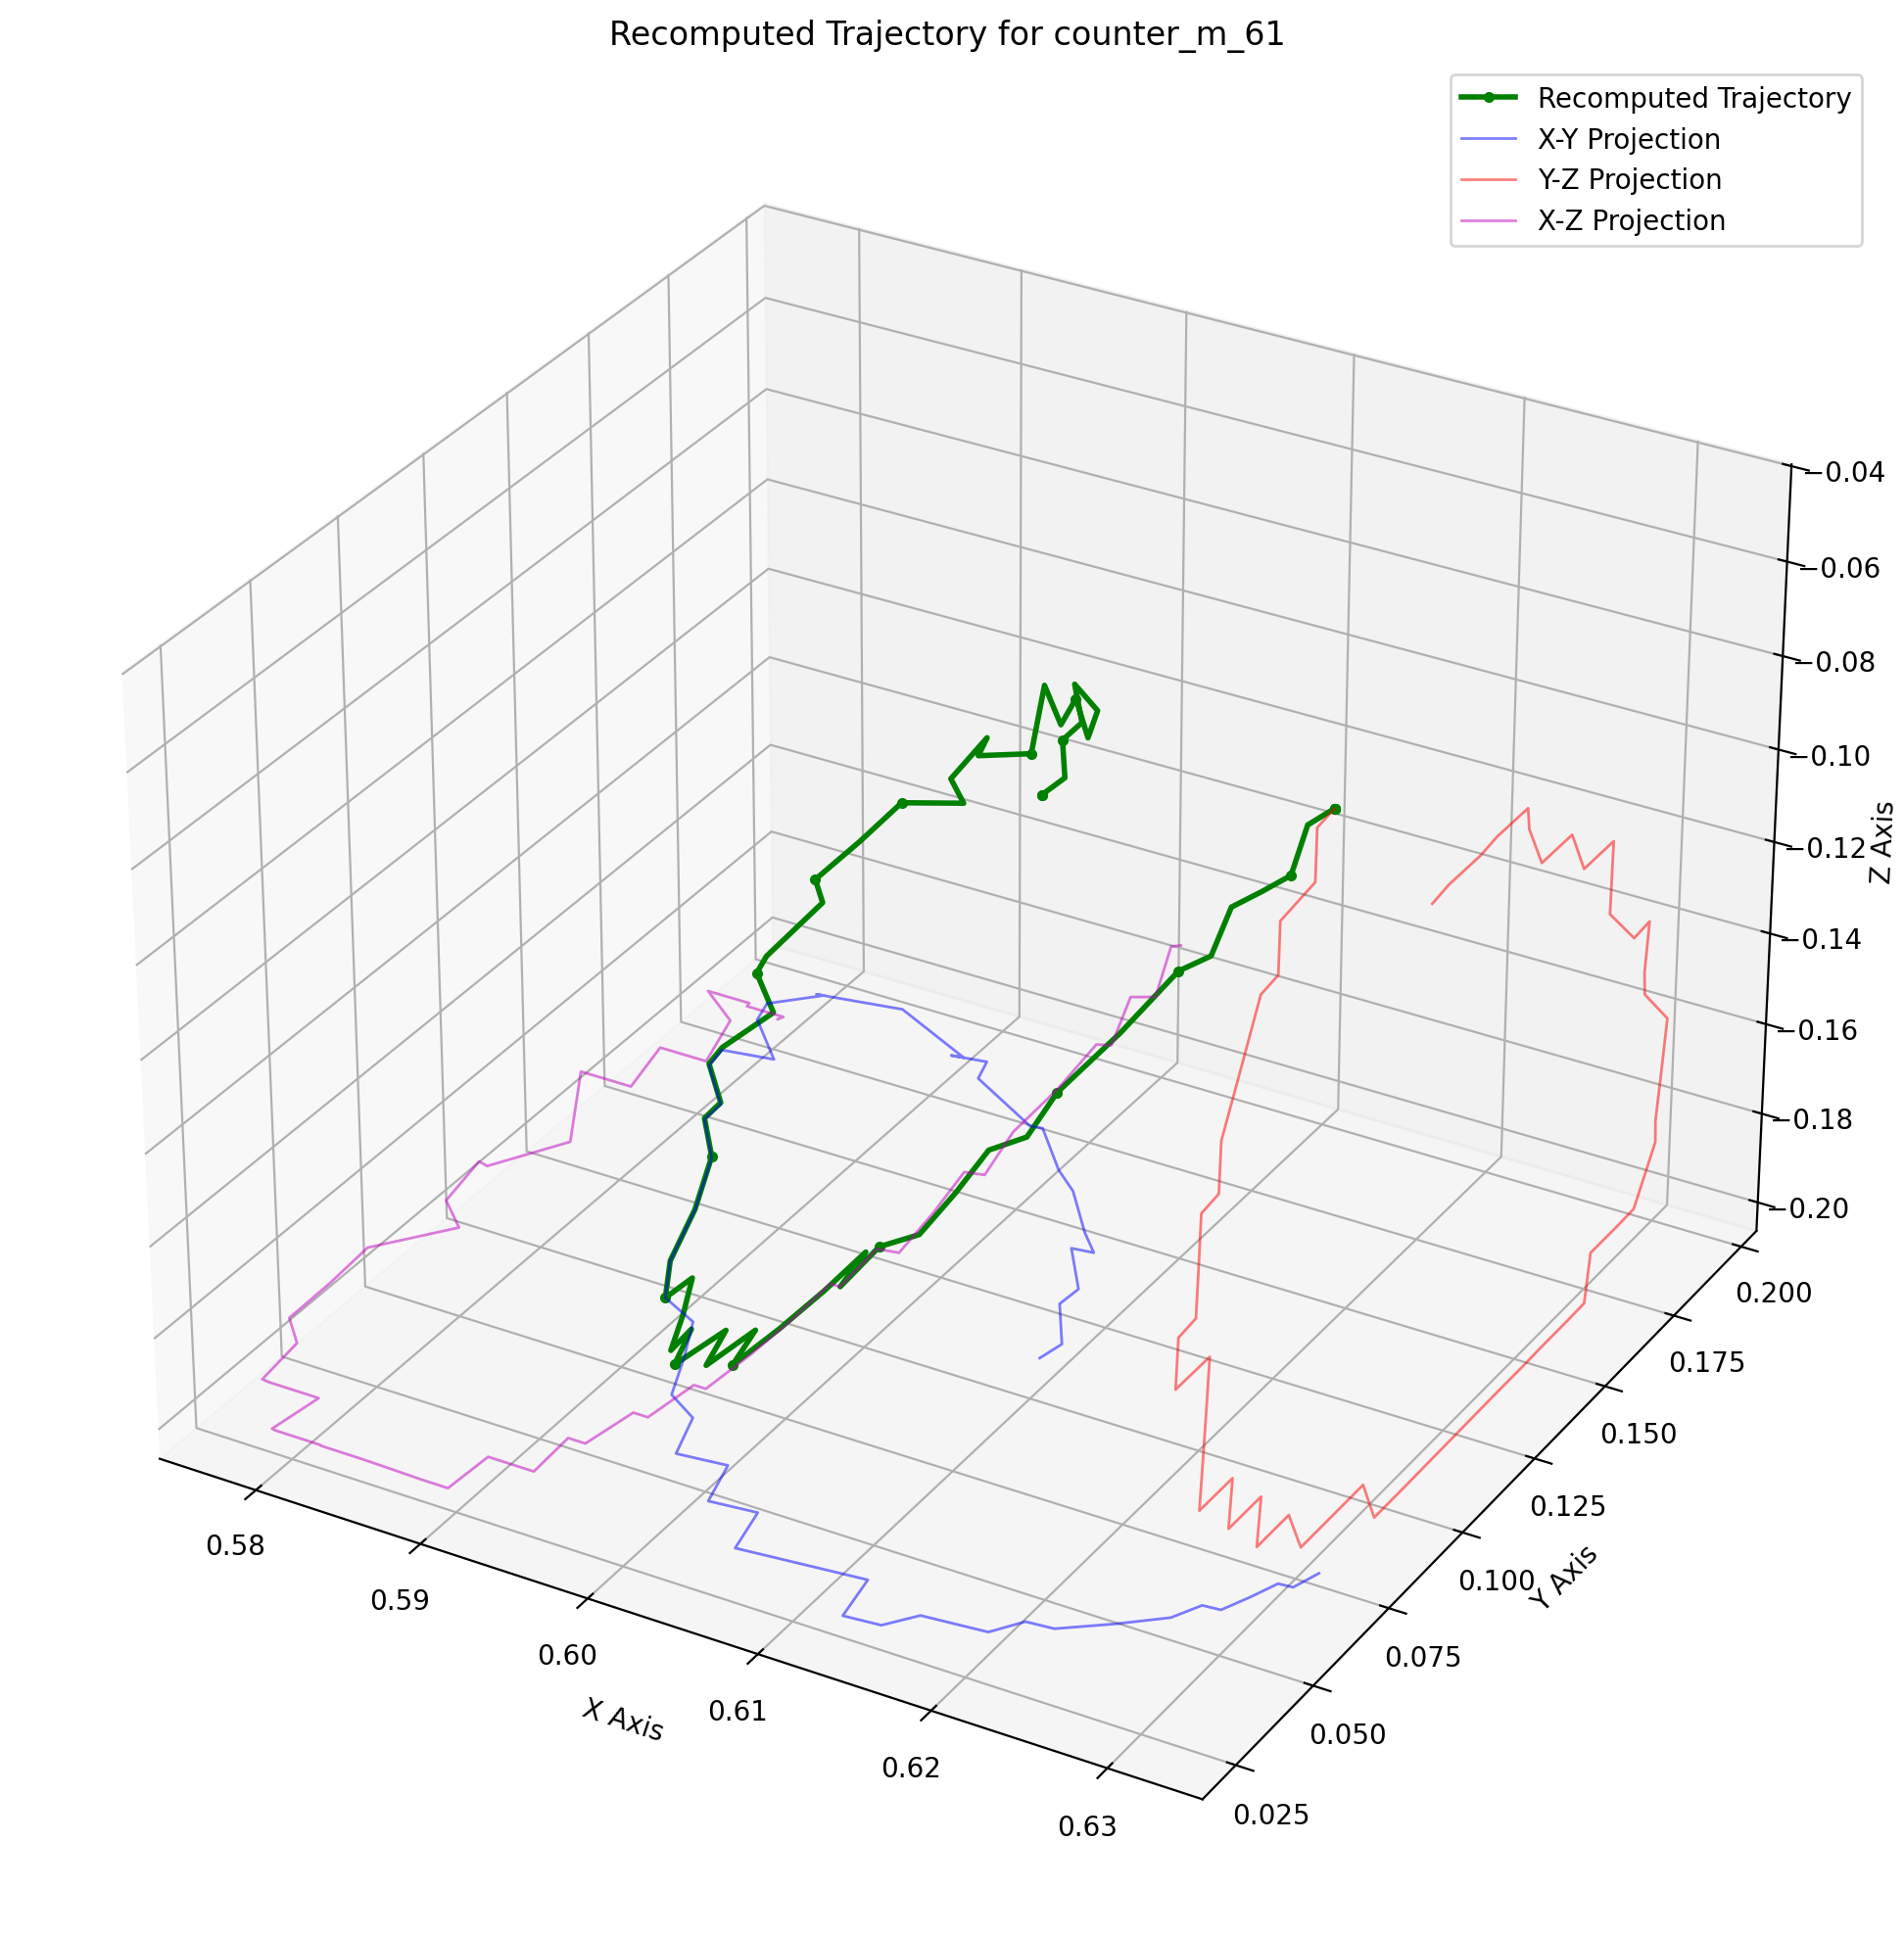 Recomputed Trajectory for counter_m_61
Recomputed Trajectory
X-Y Projection
Y-Z Projection
X-Z Projection
−0.04
−0.06
−0.08
−0.10
−0.12
−0.14
−0.16
−0.18
−0.20
Z Axis
0.200
0.175
0.150
0.125
0.100
0.075
0.050
0.025
Y Axis
0.58
0.59
0.60
0.61
0.62
0.63
X Axis